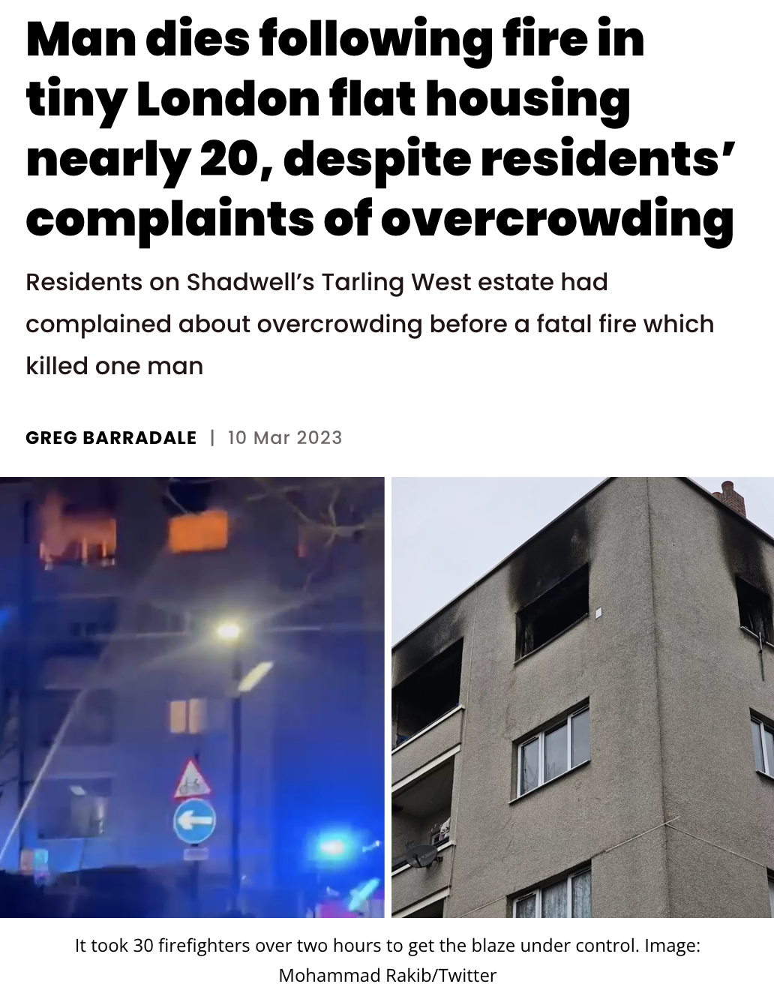 Man dies following fire in
tiny London flat housing
nearly 20, despite residents’
complaints of overcrowding
Residents on Shadwell’s Tarling West estate had
complained about overcrowding before a fatal fire which
killed one man
GREG BARRADALE | 10 Mar 2023
It took 30 firefighters over two hours to get the blaze under control. Image:
Mohammad Rakib/Twitter